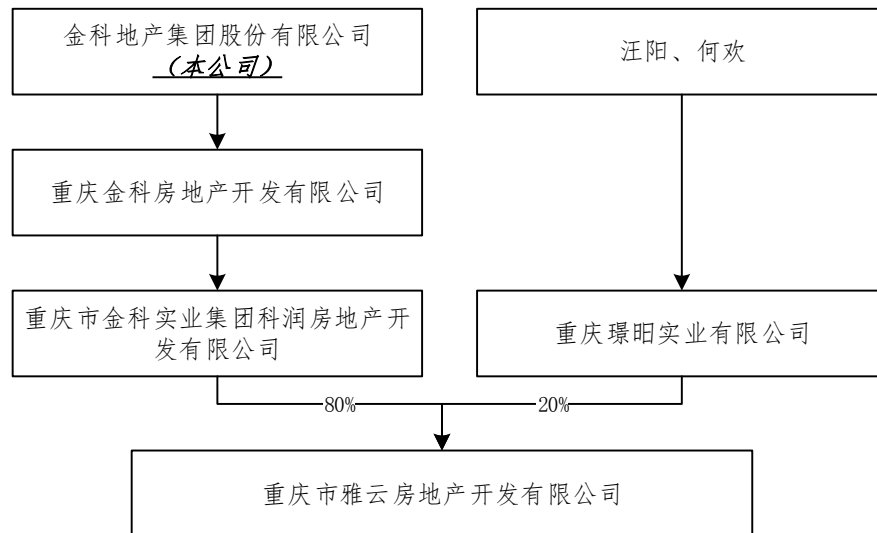 金科地产集团股份有限公司
（本公司）
汪阳、何欢
重庆金科房地产开发有限公司
重庆市金科实业集团科润房地产开
发有限公司
重庆璟昍实业有限公司
80%
20%
重庆市雅云房地产开发有限公司